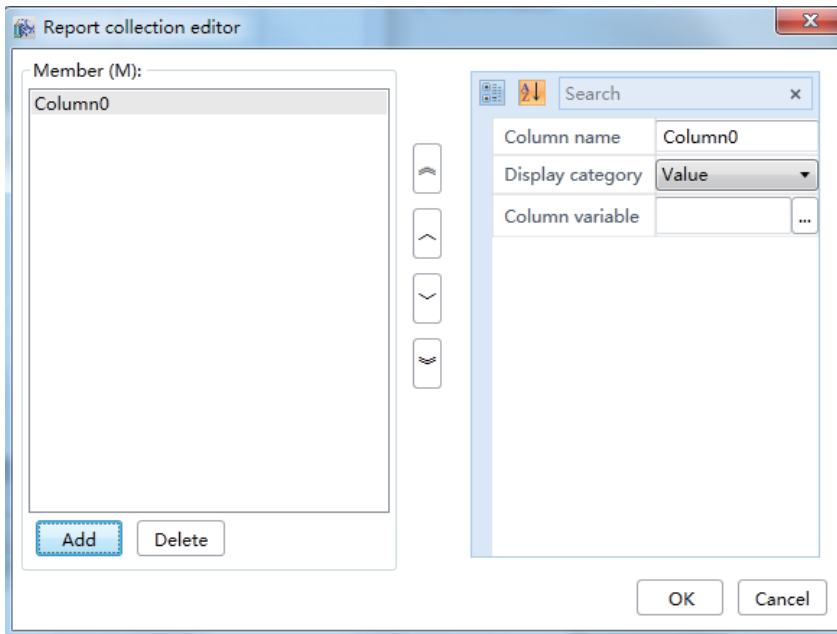 Report collection editor
Member (M):
Column0
Add
Delete
Search
Column name
Column0
Display category
Value
Column variable
...
OK
Cancel